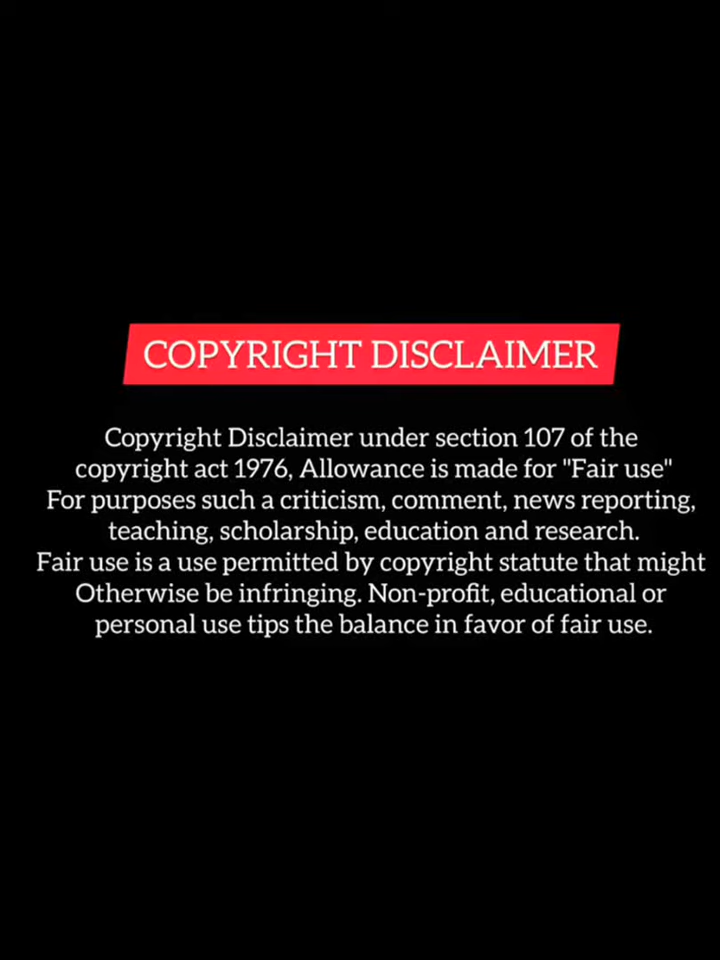 COPYRIGHT DISCLAIMER
Copyright Disclaimer under section 107 of the
copyright act 1976, Allowance is made for "Fair use"
For purposes such a criticism, comment, news reporting,
teaching, scholarship, education and research.
Fair use is a use permitted by copyright statute that might
Otherwise be infringing. Non-profit, educational or
personal use tips the balance in favor of fair use.